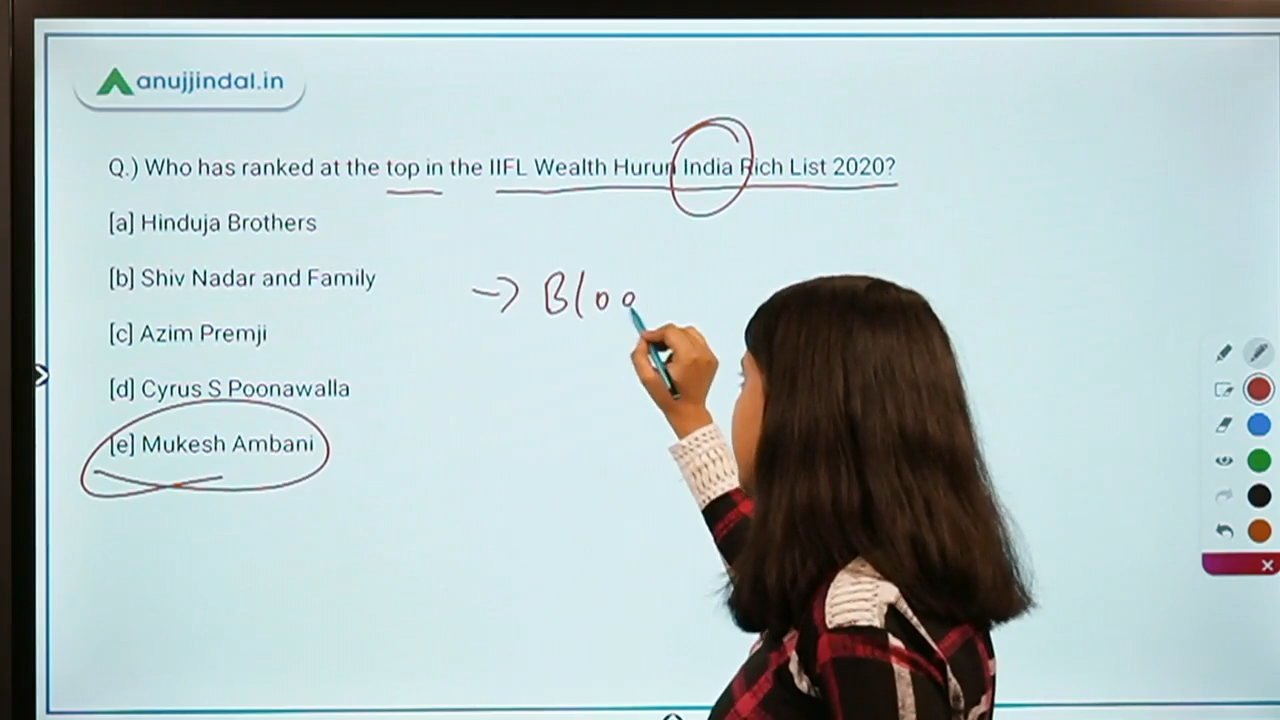 anujjindal.in
Q.) Who has ranked at the top in the IIFL Wealth Hurun India Rich List 2020?
[a] Hinduja Brothers
[b] Shiv Nadar and Family
→ Bloo
[c] Azim Premji
[d] Cyrus S Poonawalla
[e] Mukesh Ambani